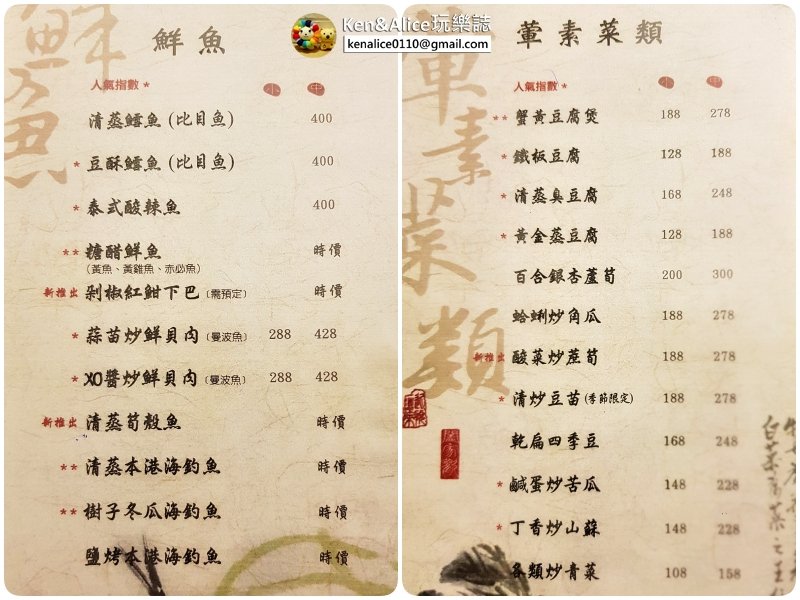 Ken&Alice玩樂誌
kenalice0110@gmail.com
鮮魚
鮮魚
人氣指數 * 小 中
清蒸鱈魚 (比目魚) 400
* 豆酥鱈魚 (比目魚) 400
* 泰式酸辣魚 400
** 糖醋鮮魚 時價
(黃魚、黃雞魚、赤必魚)
新推出 剁椒紅魽下巴 (需預定) 時價
* 蒜苗炒鮮貝肉 (曼波魚) 288 428
* XO醬炒鮮貝肉 (曼波魚) 288 428
新推出 清蒸筍殼魚 時價
** 清蒸本港海釣魚 時價
** 樹子冬瓜海釣魚 時價
鹽烤本港海釣魚 時價
葷素菜類
葷素菜類
人氣指數 * 小 中
** 蟹黃豆腐煲 188 278
* 鐵板豆腐 128 188
* 清蒸臭豆腐 168 248
* 黃金蒸豆腐 128 188
百合銀杏蘆筍 200 300
蛤蜊炒角瓜 188 278
新推出 酸菜炒蔗筍 188 278
* 清炒豆苗 (季節限定) 188 278
乾扁四季豆 168 248
* 鹹蛋炒苦瓜 148 228
* 丁香炒山蘇 148 228
各類炒青菜 108 158